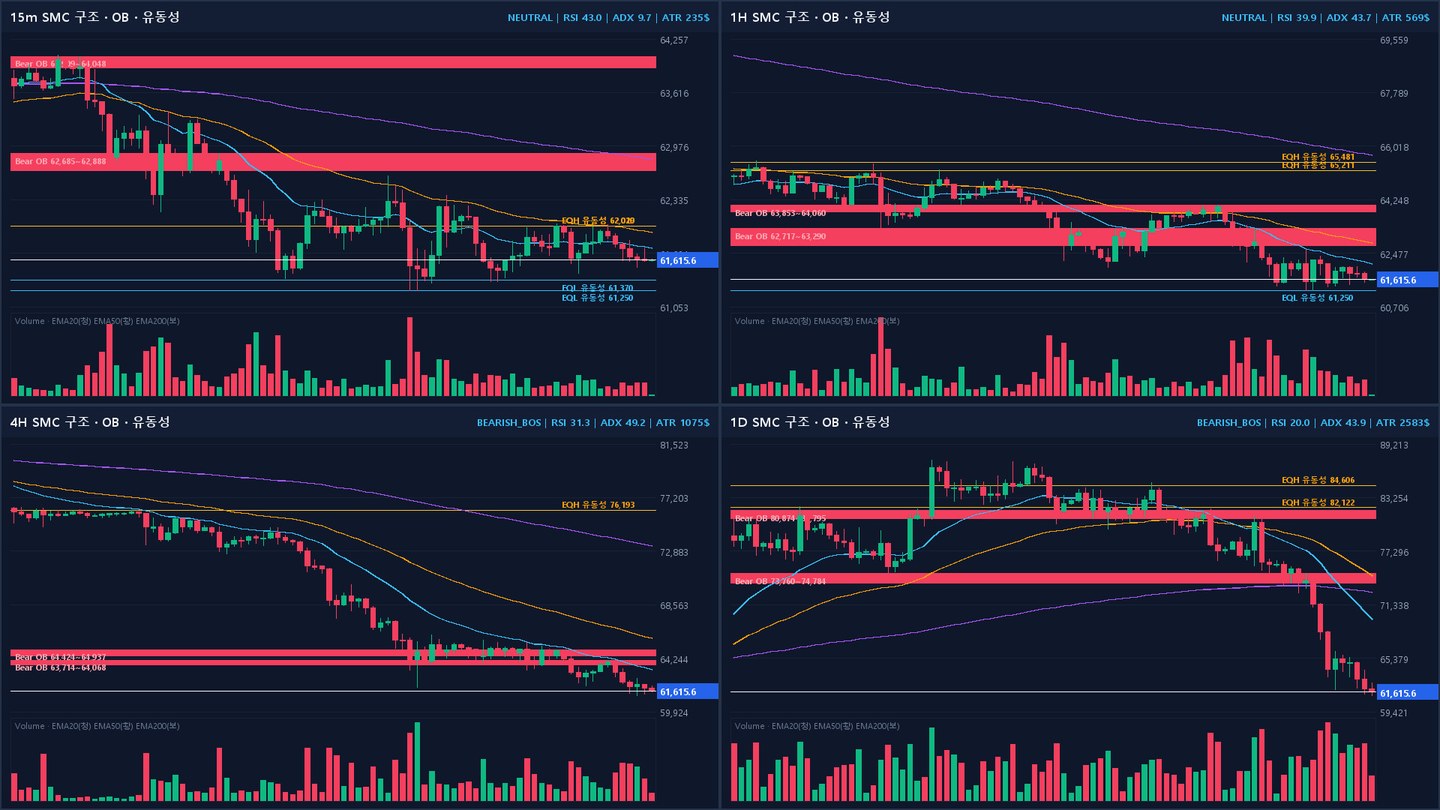 15m SMC 구조 · OB · 유동성
NEUTRAL | RSI 43.0 | ADX 9.7 | ATR 235$
64,257
Bear OB
63,616
62,976
Bear OB 62,685~62,888
62,335
EQH 유동성 62,020
61,615.6
EQL 유동성 61,370
EQL 유동성 61,250
61,053
Volume · EMA20(청) EMA50(황) EMA200(보)
1H SMC 구조 · OB · 유동성
NEUTRAL | RSI 39.9 | ADX 43.7 | ATR 569$
69,559
67,789
66,018
EQH 유동성 65,481
EQH 유동성 65,211
64,248
Bear OB 63,853~64,060
Bear OB 62,717~63,290
62,477
61,615.6
EQL 유동성 61,250
60,706
Volume · EMA20(청) EMA50(황) EMA200(보)
4H SMC 구조 · OB · 유동성
BEARISH_BOS | RSI 31.3 | ADX 49.2 | ATR 1075$
81,523
77,203
EQH 유동성 76,193
72,883
68,563
Bear OB 64,424~64,937
64,244
Bear OB 63,714~64,068
61,615.6
59,924
Volume · EMA20(청) EMA50(황) EMA200(보)
1D SMC 구조 · OB · 유동성
BEARISH_BOS | RSI 20.0 | ADX 43.9 | ATR 2583$
89,213
EQH 유동성 84,606
83,254
EQH 유동성 82,122
Bear OB
77,296
Bear OB 73,760~74,784
71,338
65,379
61,615.6
59,421
Volume · EMA20(청) EMA50(황) EMA200(보)